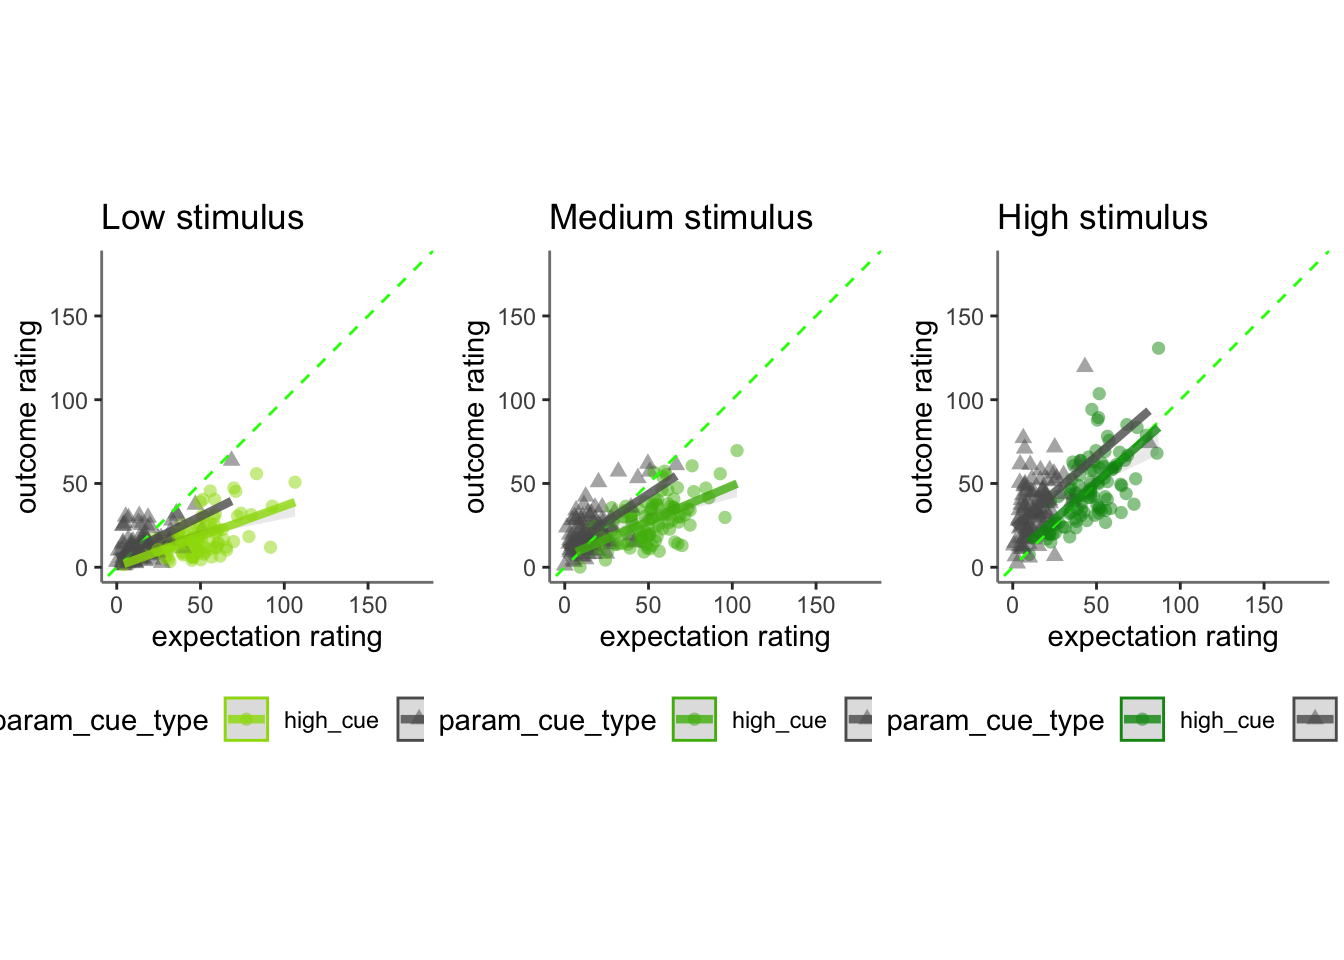 Low stimulus
150
100
50
0
0 50 100 150
expectation rating
outcome rating
param_cue_type high_cue
Medium stimulus
150
100
50
0
0 50 100 150
expectation rating
outcome rating
param_cue_type high_cue
High stimulus
150
100
50
0
0 50 100 150
expectation rating
outcome rating
param_cue_type high_cue